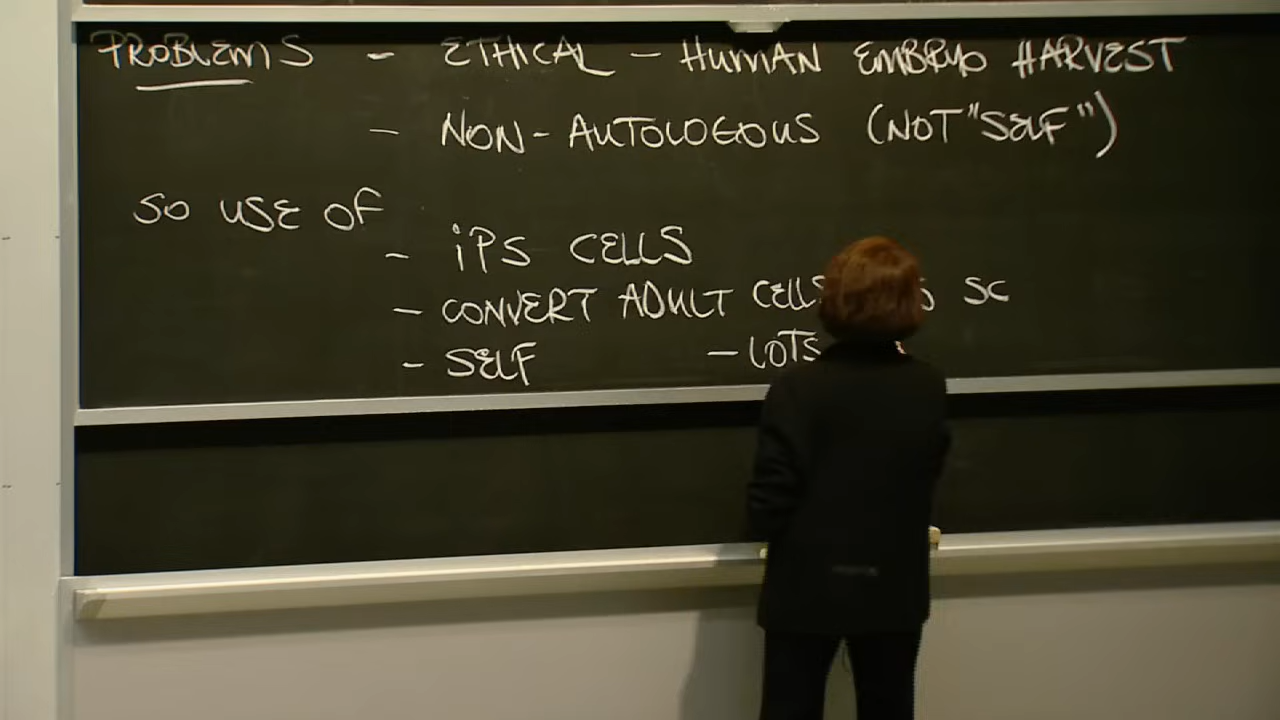 PROBLEMS - ETHICAL - HUMAN EMBRYO HARVEST
- NON-AUTOLOGOUS (NOT "SELF")
SO USE OF
- iPS CELLS
- CONVERT ADULT CELLS SC
- SELF - LOTS